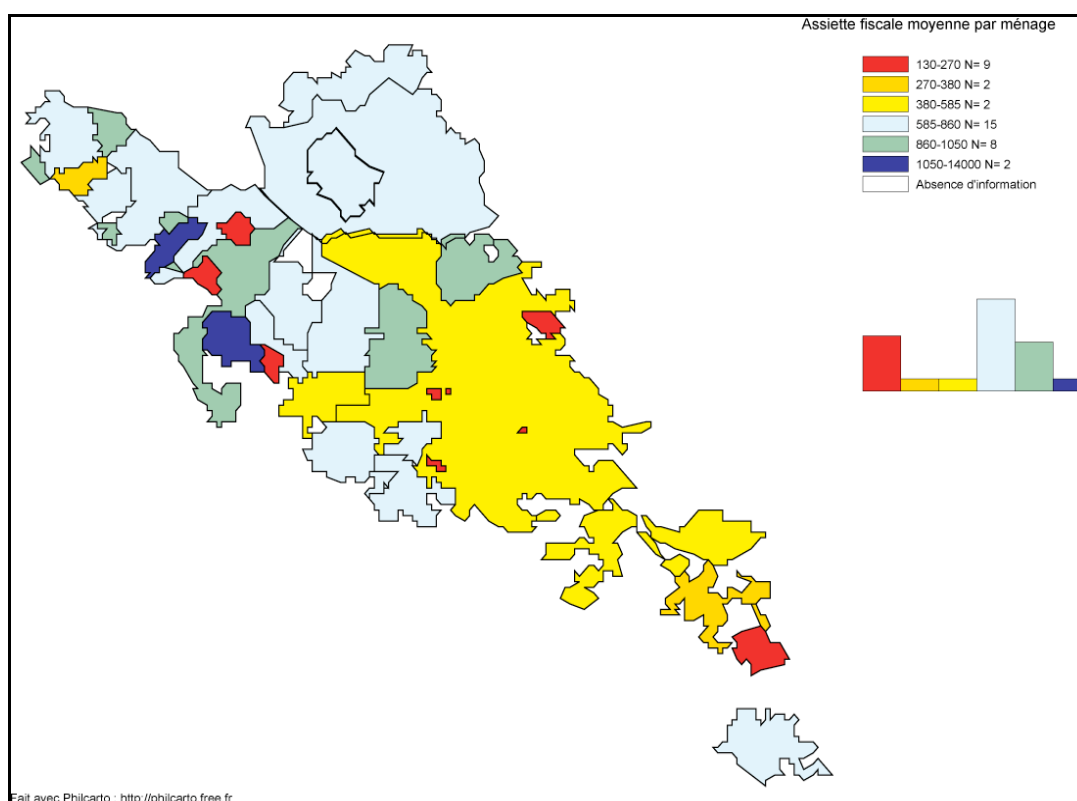 Assiette fiscale moyenne par ménage
130-270 N= 9
270-380 N= 2
380-585 N= 2
585-860 N= 15
860-1050 N= 8
1050-14000 N= 2
Absence d'information
Fait avec Philcarto : http://philcarto.free.fr